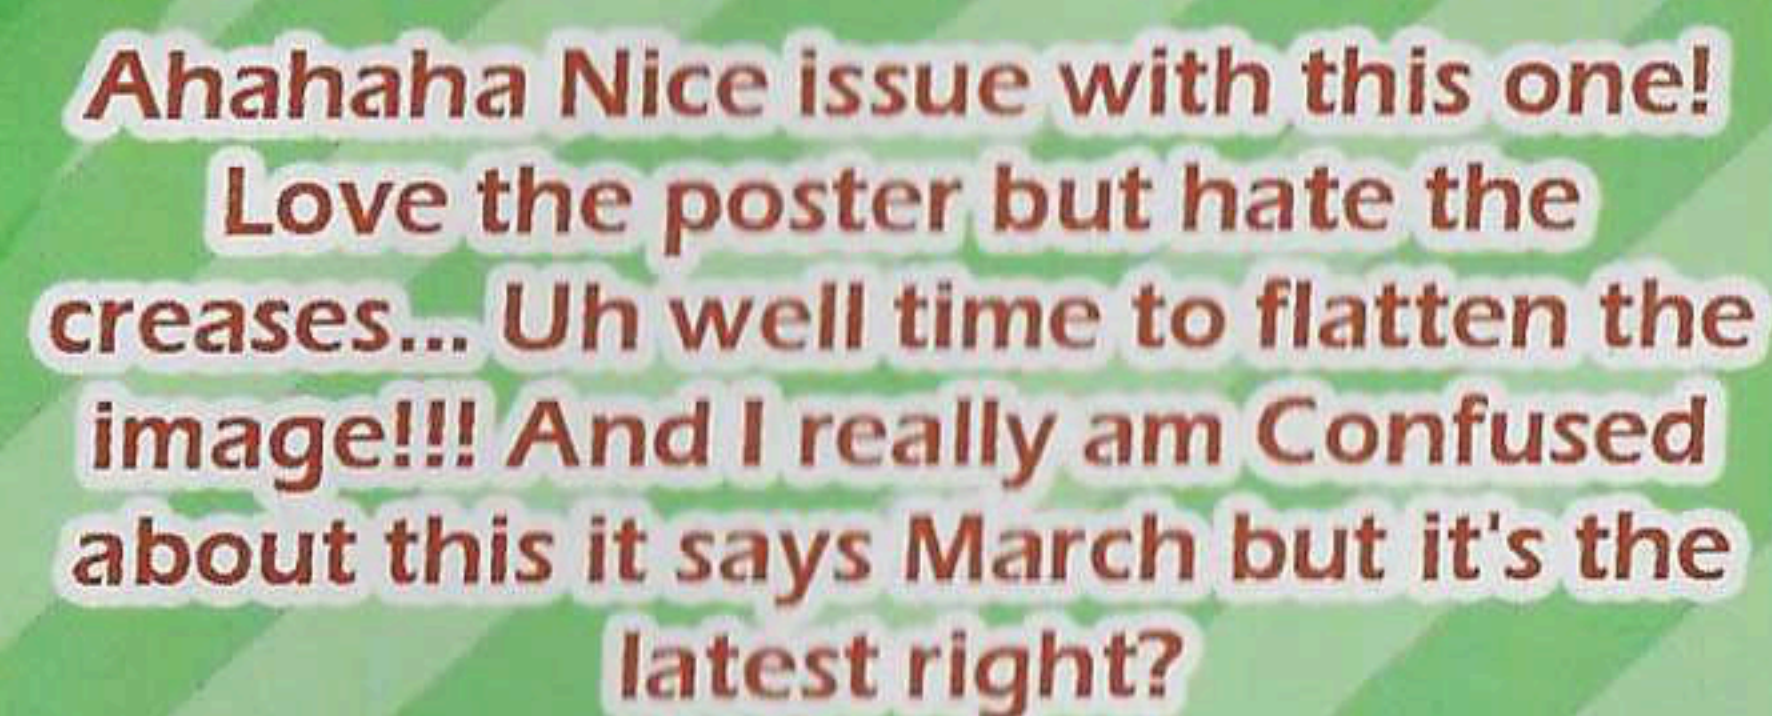 Ahahaha Nice issue with this one!
Love the poster but hate the
creases... Uh well time to flatten the
image!!! And I really am Confused
about this it says March but it's the
latest right?